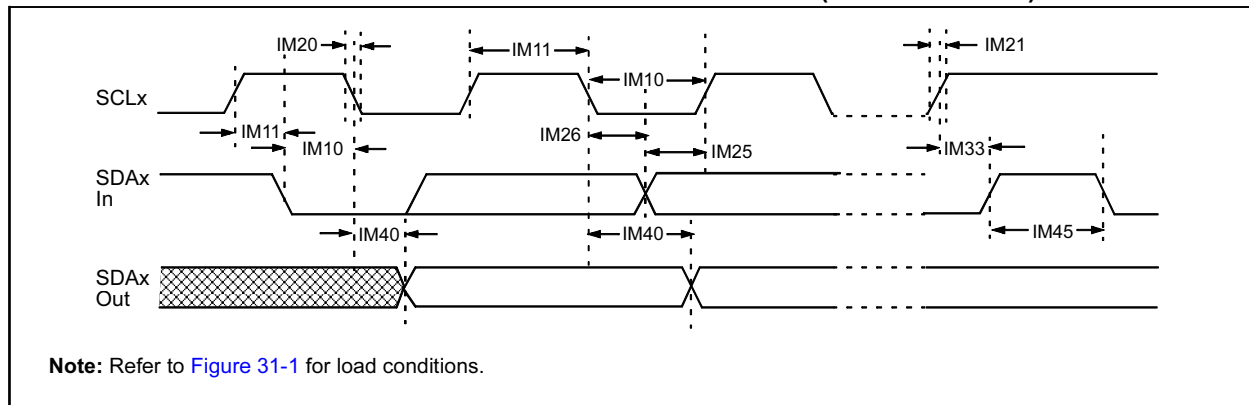 IM20
IM11
IM21
IM10
SCLx
IM11
IM26
IM10
IM25
IM33
SDAx
In
IM40
IM40
IM45
SDAx
Out
Note: Refer to Figure 31-1 for load conditions.